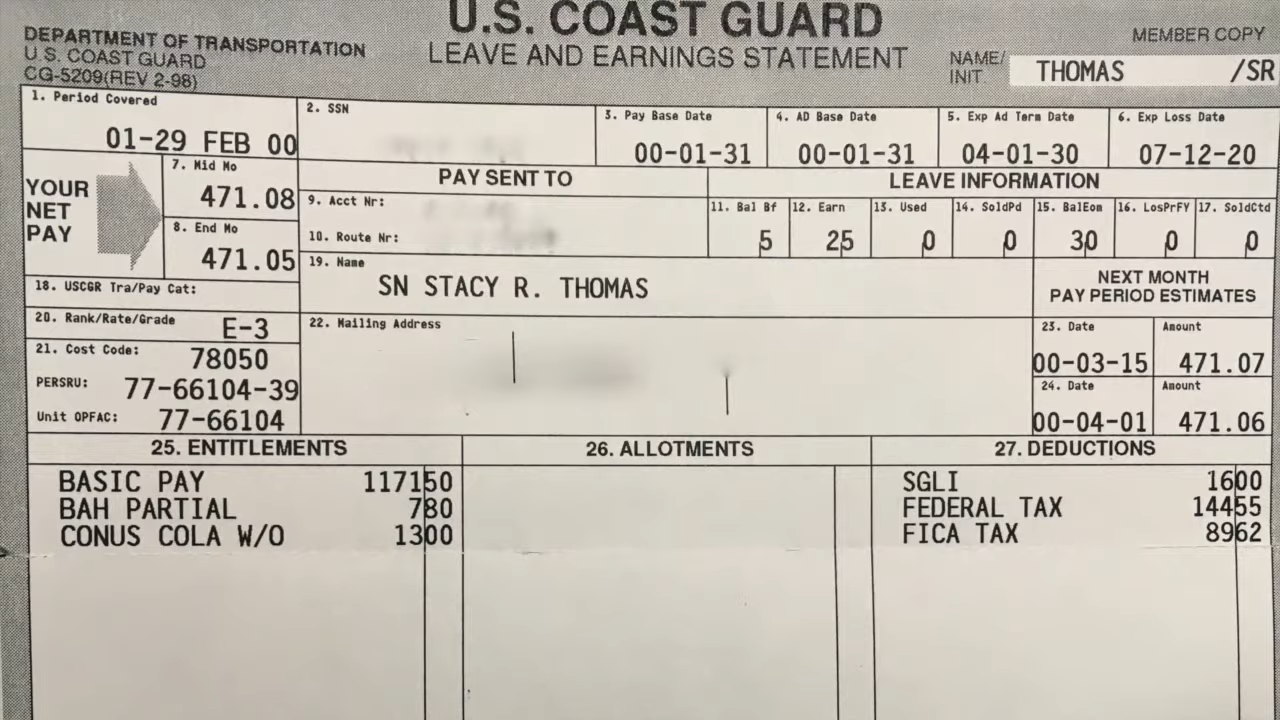 U.S. COAST GUARD
DEPARTMENT OF TRANSPORTATION
U.S. COAST GUARD
CG-5209(REV 2-98)
LEAVE AND EARNINGS STATEMENT
MEMBER COPY
NAME/
INIT.
THOMAS /SR
1. Period Covered
01-29 FEB 00
2. SSN
3. Pay Base Date
00-01-31
4. AD Base Date
00-01-31
5. Exp Ad Term Date
04-01-30
6. Exp Loss Date
07-12-20
YOUR
NET
PAY
7. Mid Mo
471.08
8. End Mo
471.05
PAY SENT TO
9. Acct Nr:
10. Route Nr:
LEAVE INFORMATION
11. Bal Bf
5
12. Earn
25
13. Used
0
14. SoldPd
0
15. BalEom
30
16. LosPrFY
0
17. SoldCtd
0
18. USCGR Tra/Pay Cat:
19. Name
SN STACY R. THOMAS
NEXT MONTH
PAY PERIOD ESTIMATES
20. Rank/Rate/Grade
E-3
21. Cost Code:
78050
PERSRU: 77-66104-39
Unit OPFAC: 77-66104
22. Mailing Address
23. Date Amount
00-03-15 471.07
24. Date Amount
00-04-01 471.06
25. ENTITLEMENTS
BASIC PAY 117150
BAH PARTIAL 780
CONUS COLA W/O 1300
26. ALLOTMENTS
27. DEDUCTIONS
SGLI 1600
FEDERAL TAX 14455
FICA TAX 8962